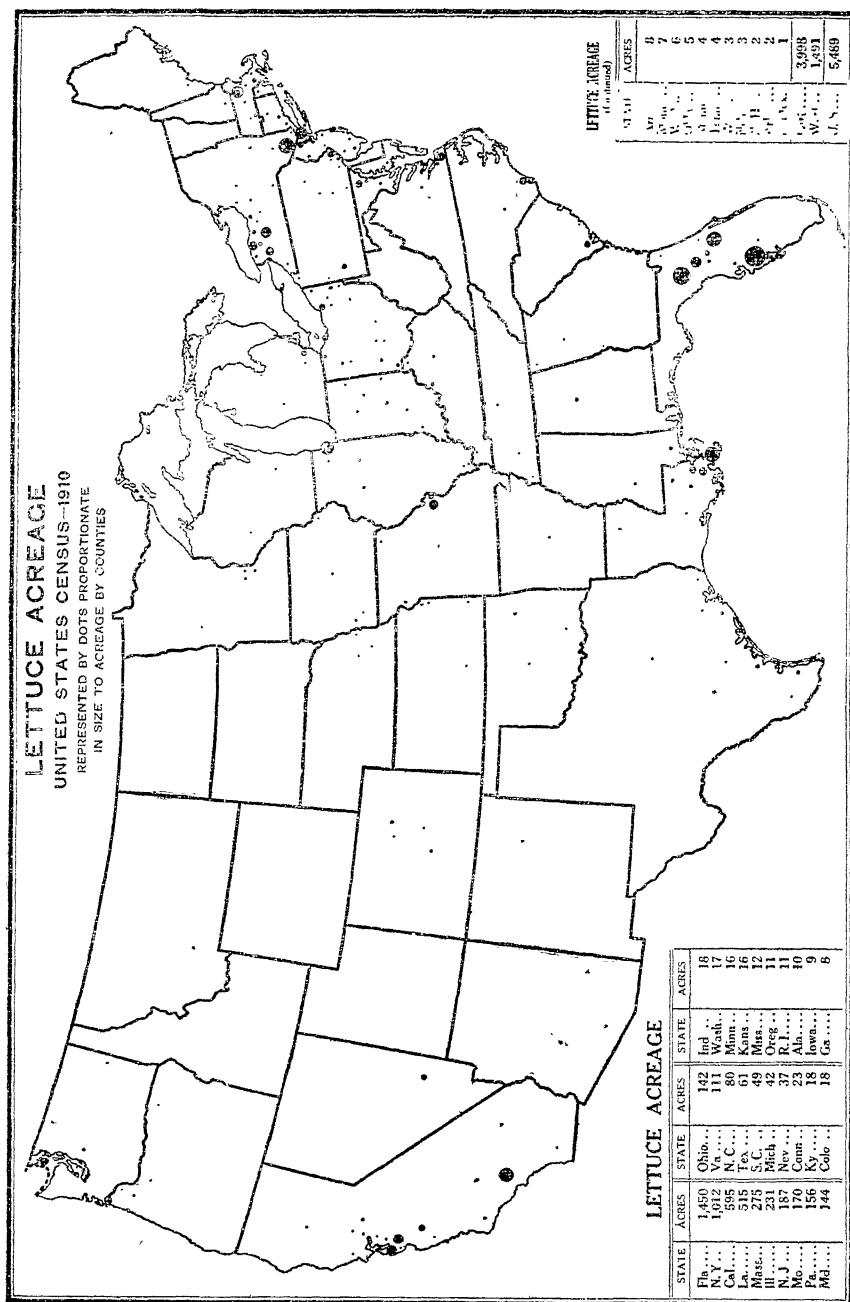 LETTUCE ACREAGE
UNITED STATES CENSUS—1910
REPRESENTED BY DOTS PROPORTIONATE
IN SIZE TO ACREAGE BY COUNTIES
LETTUCE ACREAGE
STATE ACRES STATE ACRES STATE ACRES
Fla.... 1,450 Ohio... 142 Ind ... 18
N.Y... 1,012 Va .... 111 Wash.. 17
Cal.... 595 N.C... 80 Minn... 16
La.... 515 Tex ... 61 Kans... 16
Mass... 275 S. C. .. 49 Miss... 12
Ill .... 231 Mich... 42 Oreg .. 11
N.J.... 187 Nev ... 37 R.I.... 11
Mo.... 170 Conn.. 23 Ala.... 10
Pa.... 156 Ky .... 18 Iowa... 9
Md.... 144 Colo .. 18 Ga .... 8
LETTUCE ACREAGE
ACRES
8
7
6
5
4
4
3
3
2
2
1
3,998
1,491
5,489